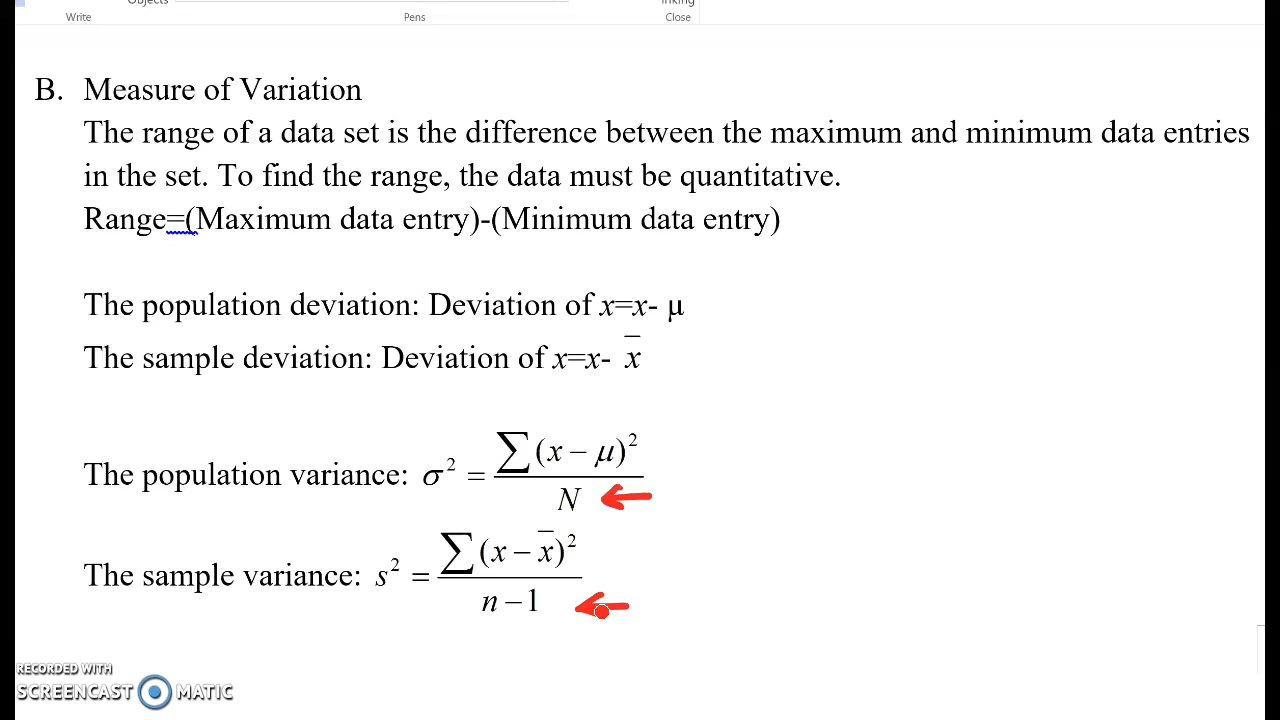 Objects
Inking
Write Pens Close
B. Measure of Variation
The range of a data set is the difference between the maximum and minimum data entries
in the set. To find the range, the data must be quantitative.
Range=(Maximum data entry)-(Minimum data entry)
The population deviation: Deviation of x=x- μ
The sample deviation: Deviation of x=x- x̅
The population variance: σ² = ∑(x − μ)² / N
The sample variance: s² = ∑(x − x̅)² / n − 1
RECORDED WITH
SCREENCAST MATIC